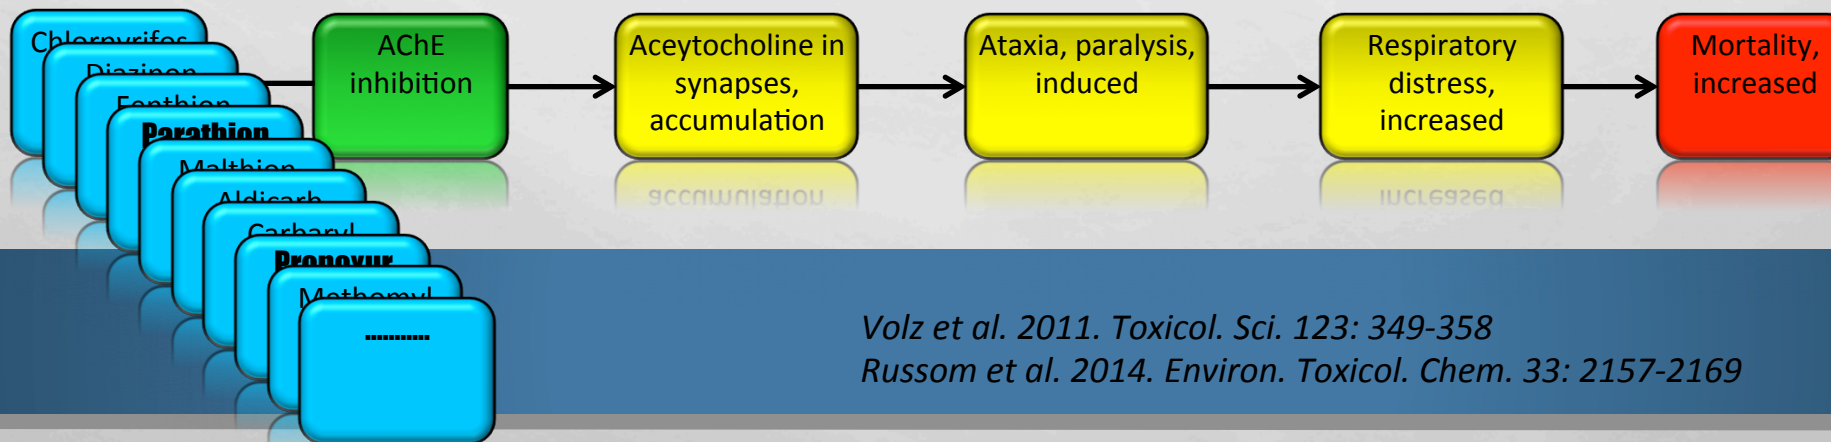 Chlorpyrifos
Diazinon
Fenthion
Parathion
Malthion
Aldicarb
Carbaryl
Propoxur
Methomyl
...........
AChE
inhibition
Aceytocholine in
synapses,
accumulation
Ataxia, paralysis,
induced
Respiratory
distress,
increased
Mortality,
increased
Volz et al. 2011. Toxicol. Sci. 123: 349-358
Russom et al. 2014. Environ. Toxicol. Chem. 33: 2157-2169